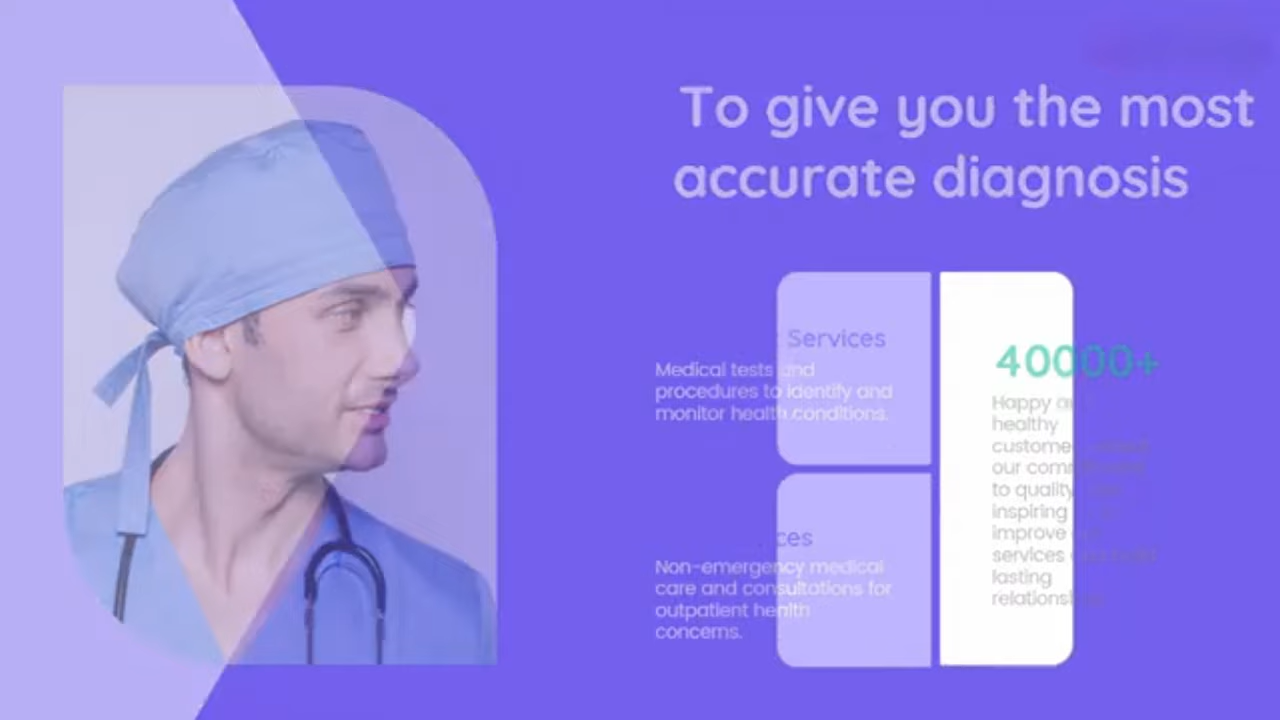 To give you the most
accurate diagnosis
Services
Medical tests and
procedures to identify and
monitor health conditions.
Non-emergency medical
care and consultations for
outpatient health
concerns.
40000+
Happy
healthy
our
to quality
inspiring
improve
services
lasting